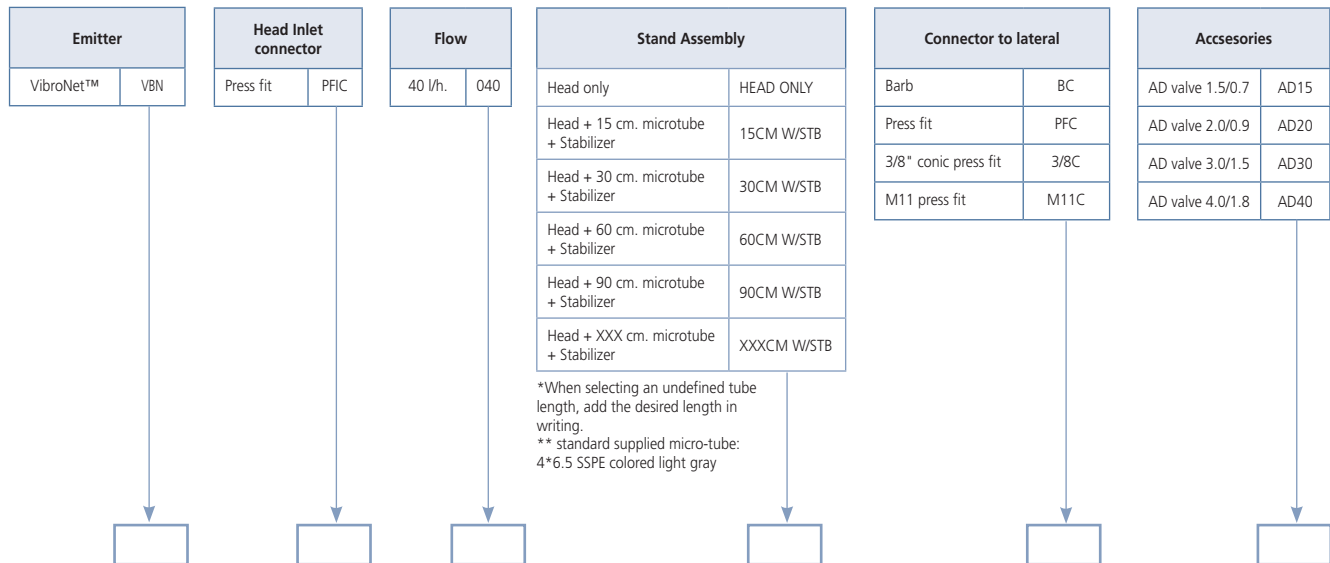 Emitter
VibroNet™ VBN
Head Inlet
connector
Press fit PFIC
Flow
40 l/h. 040
Stand Assembly
Head only HEAD ONLY
Head + 15 cm. microtube
+ Stabilizer
15CM W/STB
Head + 30 cm. microtube
+ Stabilizer
30CM W/STB
Head + 60 cm. microtube
+ Stabilizer
60CM W/STB
Head + 90 cm. microtube
+ Stabilizer
90CM W/STB
Head + XXX cm. microtube
+ Stabilizer
XXXCM W/STB
*When selecting an undefined tube
length, add the desired length in
writing.
** standard supplied micro-tube:
4*6.5 SSPE colored light gray
Connector to lateral
Barb BC
Press fit PFC
3/8" conic press fit 3/8C
M11 press fit M11C
Accsesories
AD valve 1.5/0.7 AD15
AD valve 2.0/0.9 AD20
AD valve 3.0/1.5 AD30
AD valve 4.0/1.8 AD40